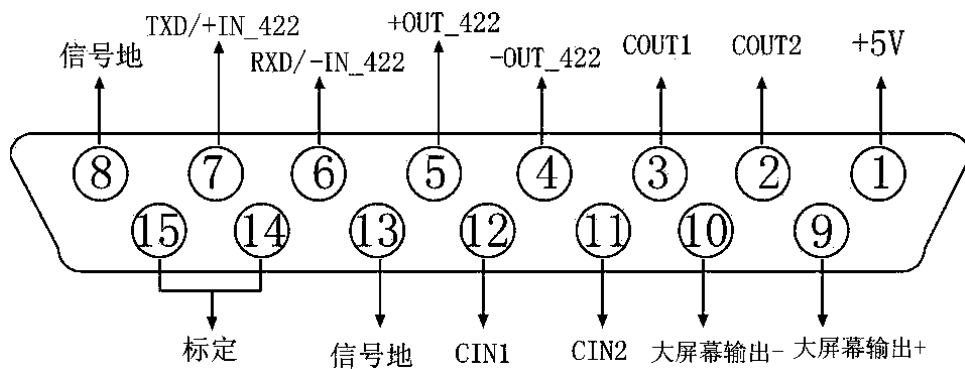 信号地
TXD/+IN_422
RXD/-IN_422
+OUT_422
-OUT_422
COUT1
COUT2
+5V
8
7
6
5
4
3
2
1
15
14
13
12
11
10
9
标定
信号地
CIN1
CIN2
大屏幕输出-
大屏幕输出+